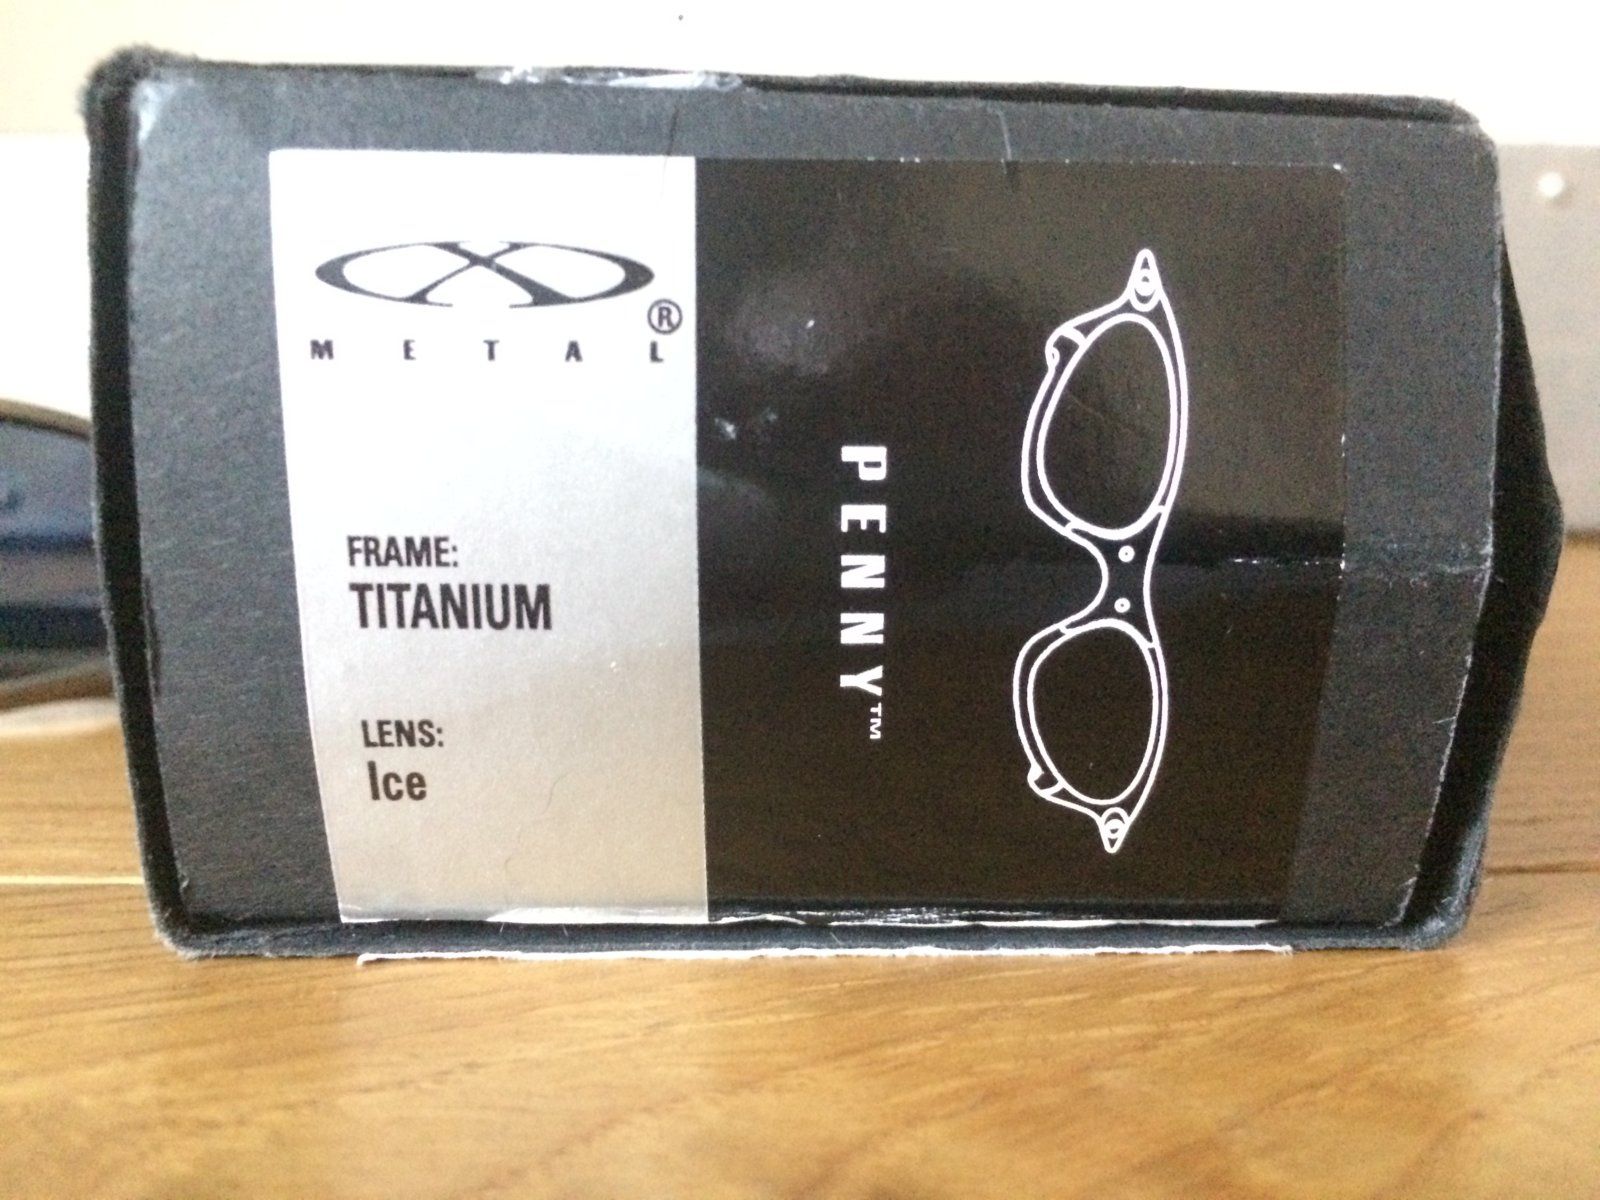 X
®
METAL
FRAME:
TITANIUM
LENS:
Ice
PENNY™